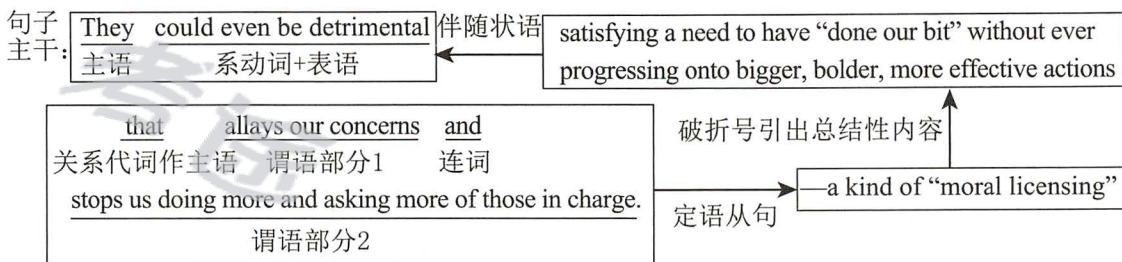 句子
主干：
They could even be detrimental
主语 系动词+表语
伴随状语
satisfying a need to have “done our bit” without ever
progressing onto bigger, bolder, more effective actions
that allays our concerns and
关系代词作主语 谓语部分1 连词
stops us doing more and asking more of those in charge.
谓语部分2
定语从句
破折号引出总结性内容
—a kind of “moral licensing”